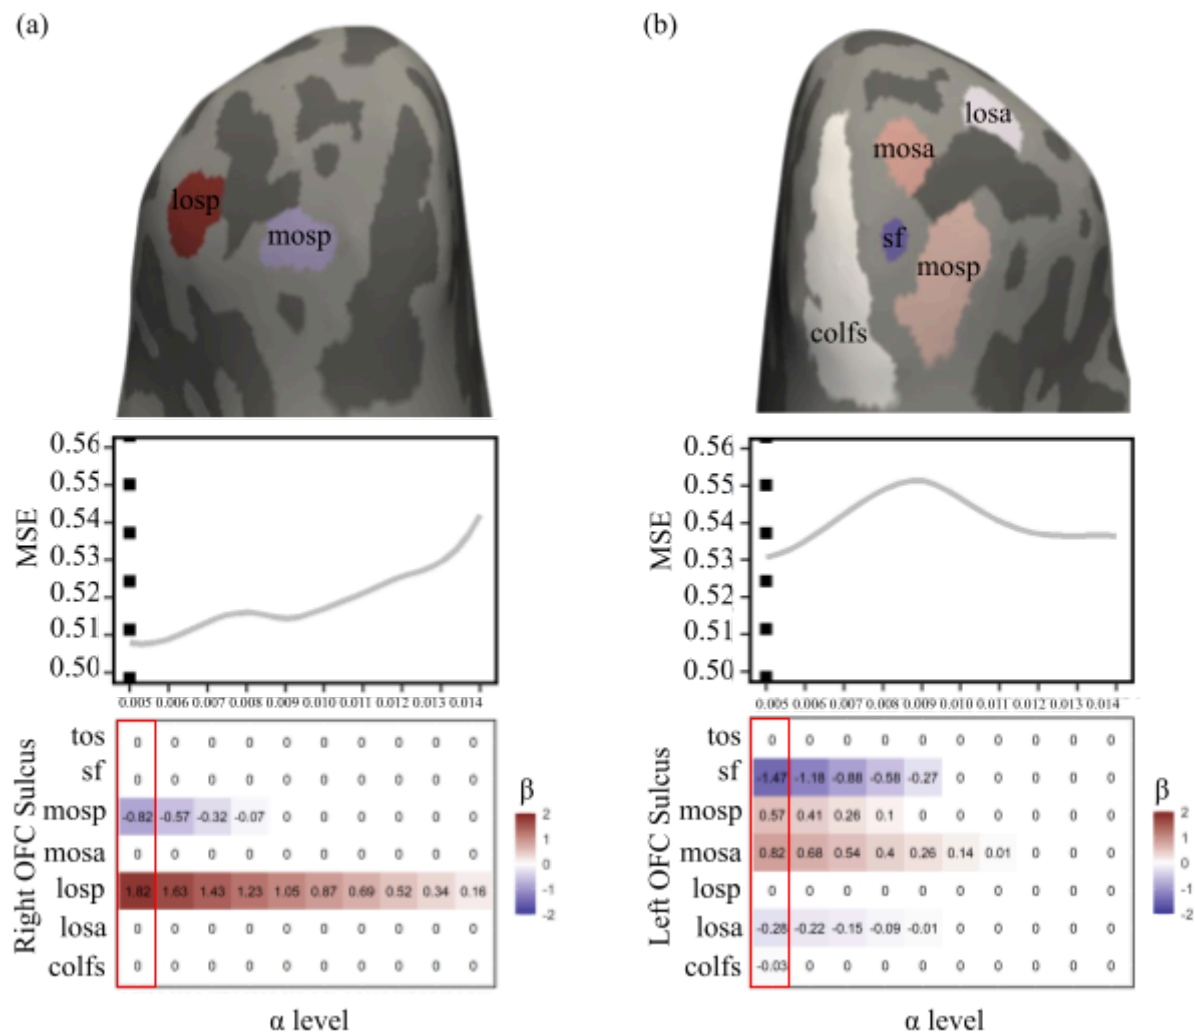 (a)
(b)
losp
mosp
losa
mosa
sf
mosp
colfs
MSE
0.56
0.55
0.54
0.53
0.52
0.51
0.50
0.005 0.006 0.007 0.008 0.009 0.010 0.011 0.012 0.013 0.014
MSE
0.56
0.55
0.54
0.53
0.52
0.51
0.50
0.005 0.006 0.007 0.008 0.009 0.010 0.011 0.012 0.013 0.014
Right OFC Sulcus
tos 0 0 0 0 0 0 0 0 0 0
sf 0 0 0 0 0 0 0 0 0 0
mosp -0.82 -0.57 -0.32 -0.07 0 0 0 0 0 0
mosa 0 0 0 0 0 0 0 0 0 0
losp 1.82 1.63 1.43 1.23 1.05 0.87 0.69 0.52 0.34 0.16
losa 0 0 0 0 0 0 0 0 0 0
colfs 0 0 0 0 0 0 0 0 0 0
α level
β
2
1
0
-1
-2
Left OFC Sulcus
tos 0 0 0 0 0 0 0 0 0 0
sf -1.47 -1.18 -0.88 -0.58 -0.27 0 0 0 0 0
mosp 0.57 0.41 0.26 0.1 0 0 0 0 0 0
mosa 0.82 0.68 0.54 0.4 0.26 0.14 0.01 0 0 0
losp 0 0 0 0 0 0 0 0 0 0
losa -0.28 -0.22 -0.15 -0.09 -0.01 0 0 0 0 0
colfs -0.03 0 0 0 0 0 0 0 0 0
α level
β
2
1
0
-1
-2